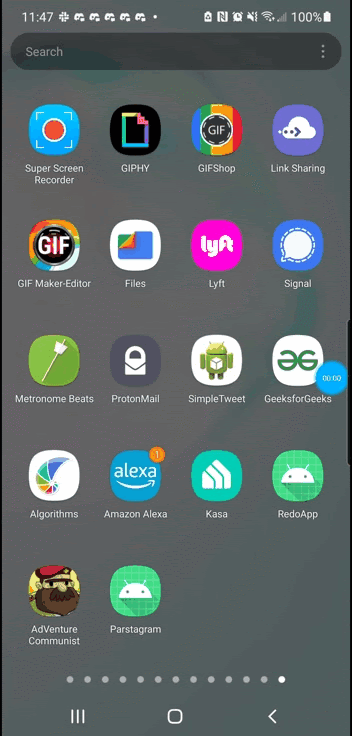 11:47
100%
Search
Super Screen
Recorder
GIPHY
GIF
GIFShop
Link Sharing
GIF
GIF Maker-Editor
Files
lyft
Lyft
Signal
Metronome Beats
ProtonMail
SimpleTweet
GeeksforGeeks
00:00
Algorithms
alexa
1
Amazon Alexa
Kasa
RedoApp
AdVenture
Communist
Parstagram